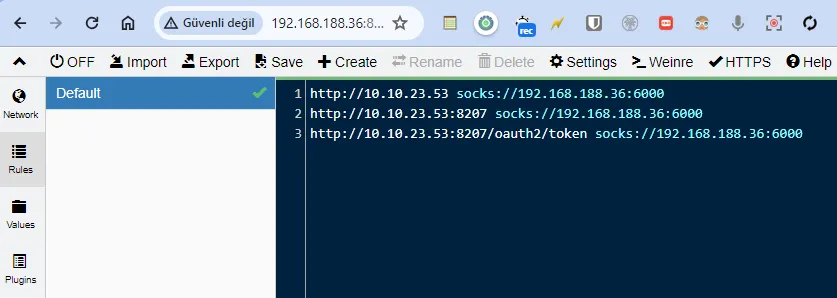 Güvenli değil 192.168.188.36:8...
rec
OFF Import Export Save Create Rename Delete Settings Weinre HTTPS Help
Network
Rules
Values
Plugins
Default
1 http://10.10.23.53 socks://192.168.188.36:6000
2 http://10.10.23.53:8207 socks://192.168.188.36:6000
3 http://10.10.23.53:8207/oauth2/token socks://192.168.188.36:6000